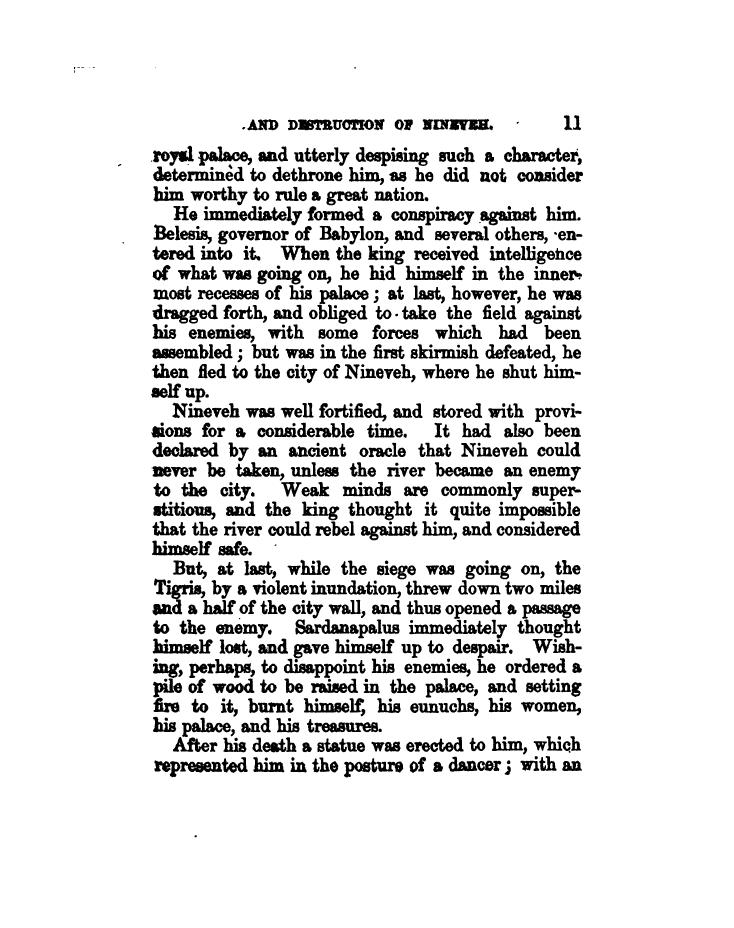 AND DESTRUCTION OF NINEVEH. 11
royal palace, and utterly despising such a character,
determined to dethrone him, as he did not consider
him worthy to rule a great nation.
He immediately formed a conspiracy against him.
Belesis, governor of Babylon, and several others, en-
tered into it. When the king received intelligence
of what was going on, he hid himself in the inner-
most recesses of his palace; at last, however, he was
dragged forth, and obliged to take the field against
his enemies, with some forces which had been
assembled; but was in the first skirmish defeated, he
then fled to the city of Nineveh, where he shut him-
self up.
Nineveh was well fortified, and stored with provi-
sions for a considerable time. It had also been
declared by an ancient oracle that Nineveh could
never be taken, unless the river became an enemy
to the city. Weak minds are commonly super-
stitious, and the king thought it quite impossible
that the river could rebel against him, and considered
himself safe.
But, at last, while the siege was going on, the
Tigris, by a violent inundation, threw down two miles
and a half of the city wall, and thus opened a passage
to the enemy. Sardanapalus immediately thought
himself lost, and gave himself up to despair. Wish-
ing, perhaps, to disappoint his enemies, he ordered a
pile of wood to be raised in the palace, and setting
fire to it, burnt himself, his eunuchs, his women,
his palace, and his treasures.
After his death a statue was erected to him, which
represented him in the posture of a dancer; with an